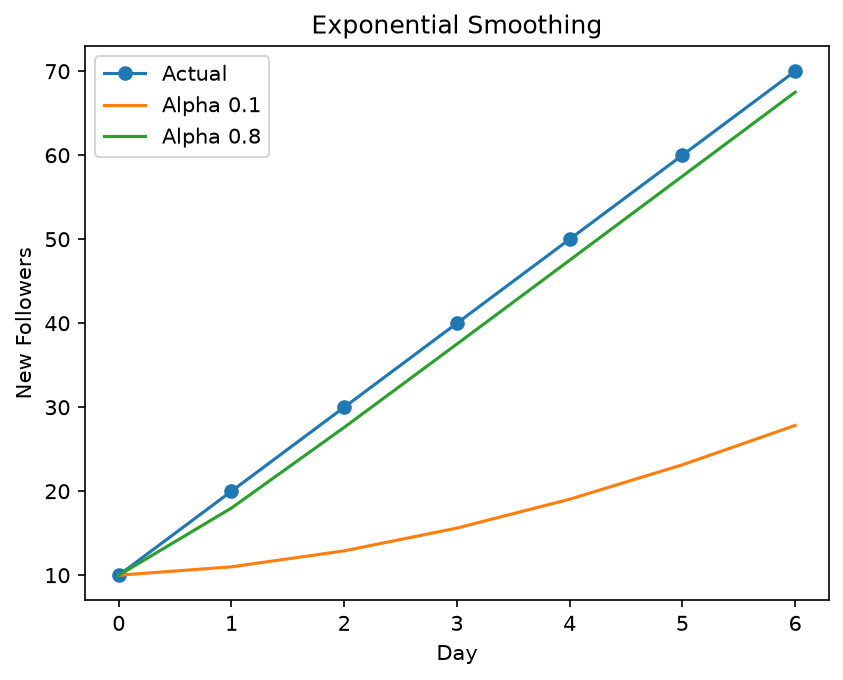 Exponential Smoothing
Actual
Alpha 0.1
Alpha 0.8
New Followers
70
60
50
40
30
20
10
0 1 2 3 4 5 6
Day